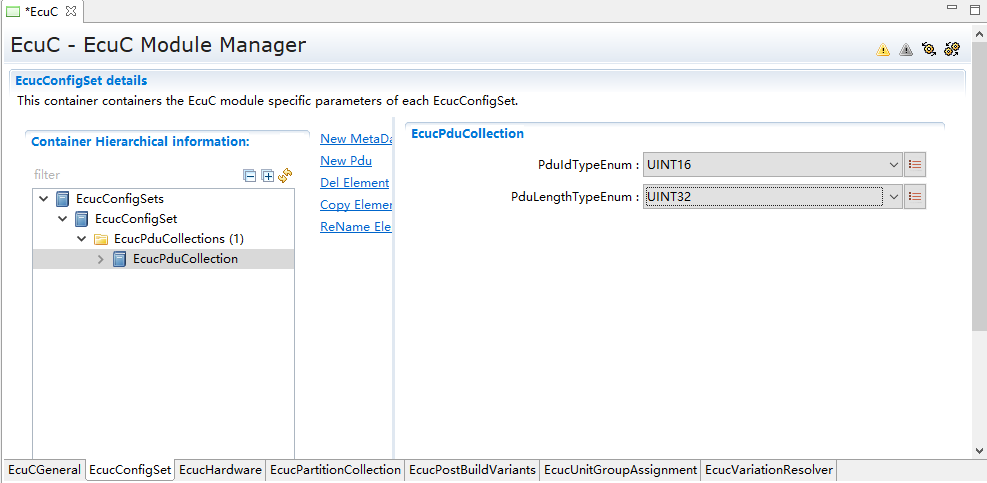 *EcuC
EcuC - EcuC Module Manager
EcucConfigSet details
This container containers the EcuC module specific parameters of each EcucConfigSet.
Container Hierarchical information:
filter
EcucConfigSets
EcucConfigSet
EcucPduCollections (1)
EcucPduCollection
New MetaDa
New Pdu
Del Element
Copy Elemer
ReName Ele
EcucPduCollection
PduIdTypeEnum : UINT16
PduLengthTypeEnum : UINT32
EcuCGeneral EcucConfigSet EcucHardware EcucPartitionCollection EcucPostBuildVariants EcucUnitGroupAssignment EcucVariationResolver